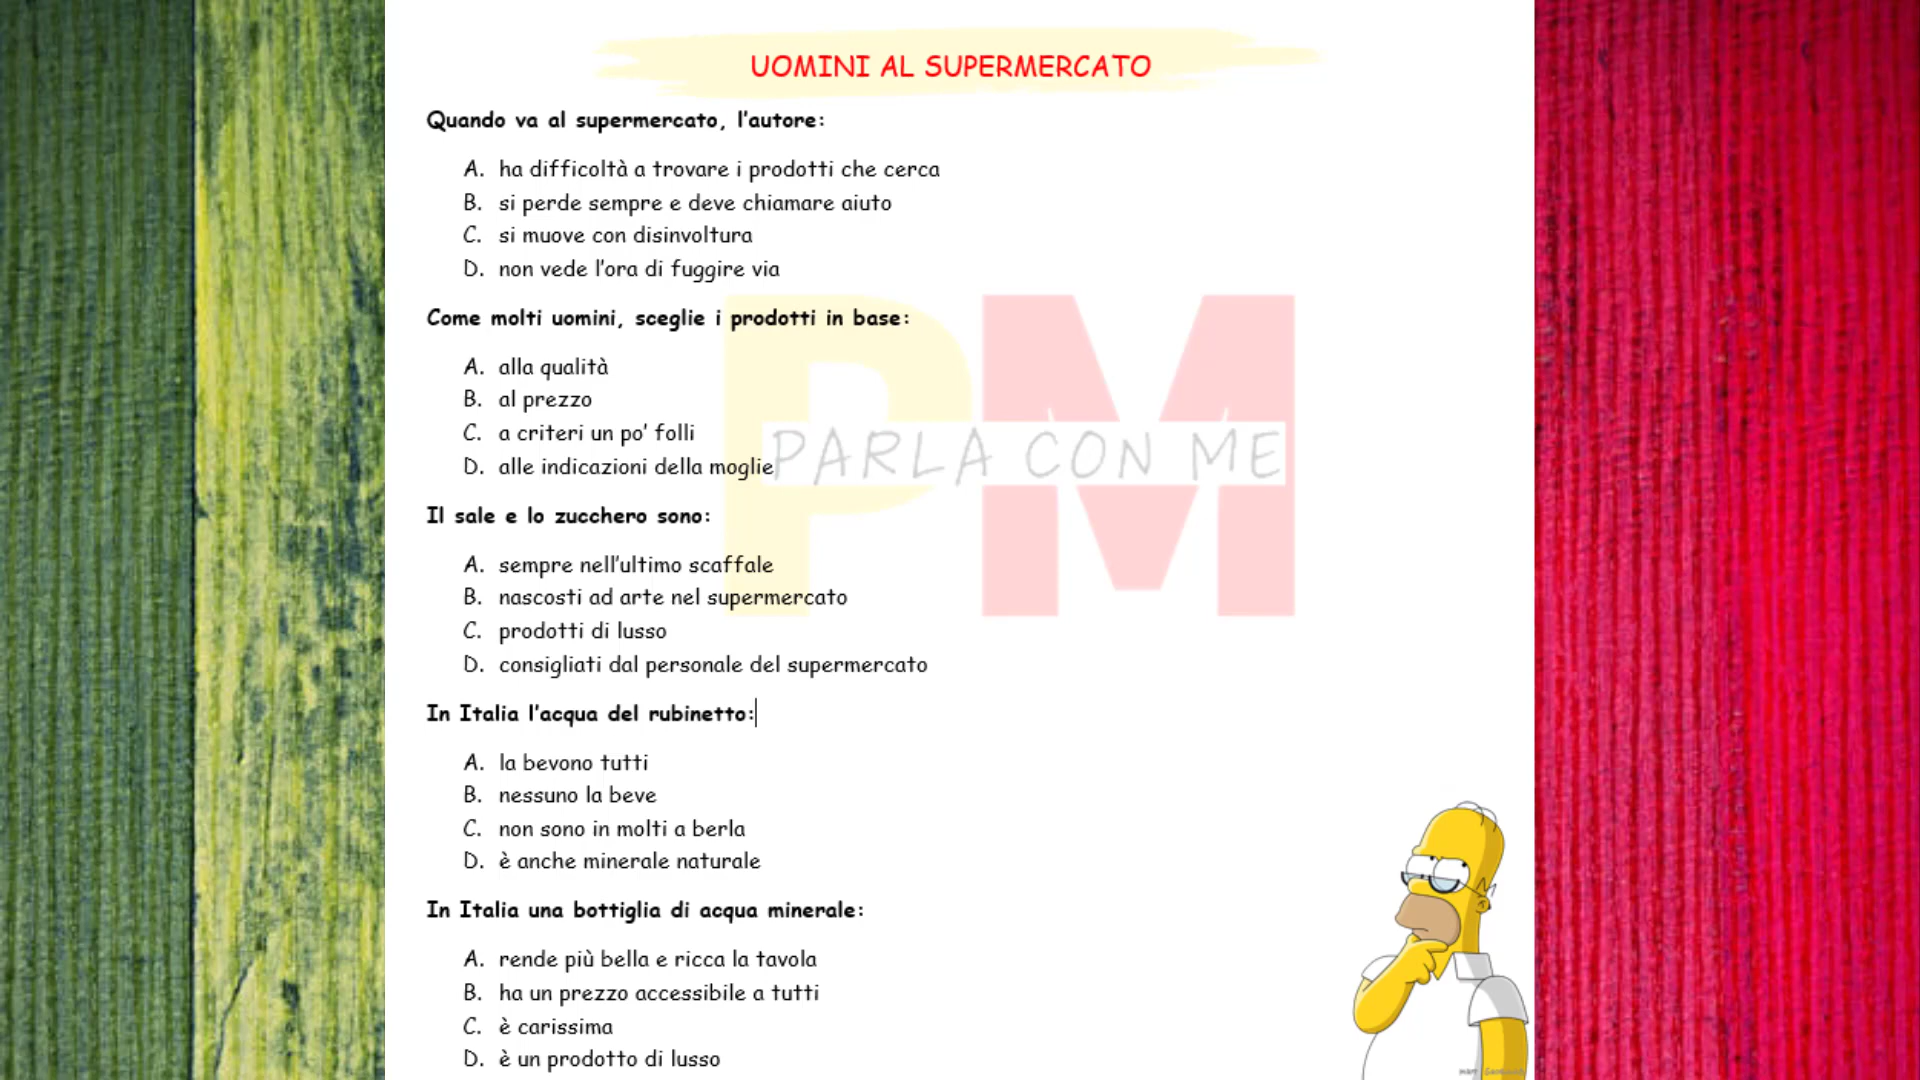 UOMINI AL SUPERMERCATO
Quando va al supermercato, l'autore:
A. ha difficoltà a trovare i prodotti che cerca
B. si perde sempre e deve chiamare aiuto
C. si muove con disinvoltura
D. non vede l'ora di fuggire via
Come molti uomini, sceglie i prodotti in base:
A. alla qualità
B. al prezzo
C. a criteri un po' folli
D. alle indicazioni della moglie
PM
PARLA CON ME
Il sale e lo zucchero sono:
A. sempre nell'ultimo scaffale
B. nascosti ad arte nel supermercato
C. prodotti di lusso
D. consigliati dal personale del supermercato
In Italia l'acqua del rubinetto:
A. la bevono tutti
B. nessuno la beve
C. non sono in molti a berla
D. è anche minerale naturale
In Italia una bottiglia di acqua minerale:
A. rende più bella e ricca la tavola
B. ha un prezzo accessibile a tutti
C. è carissima
D. è un prodotto di lusso